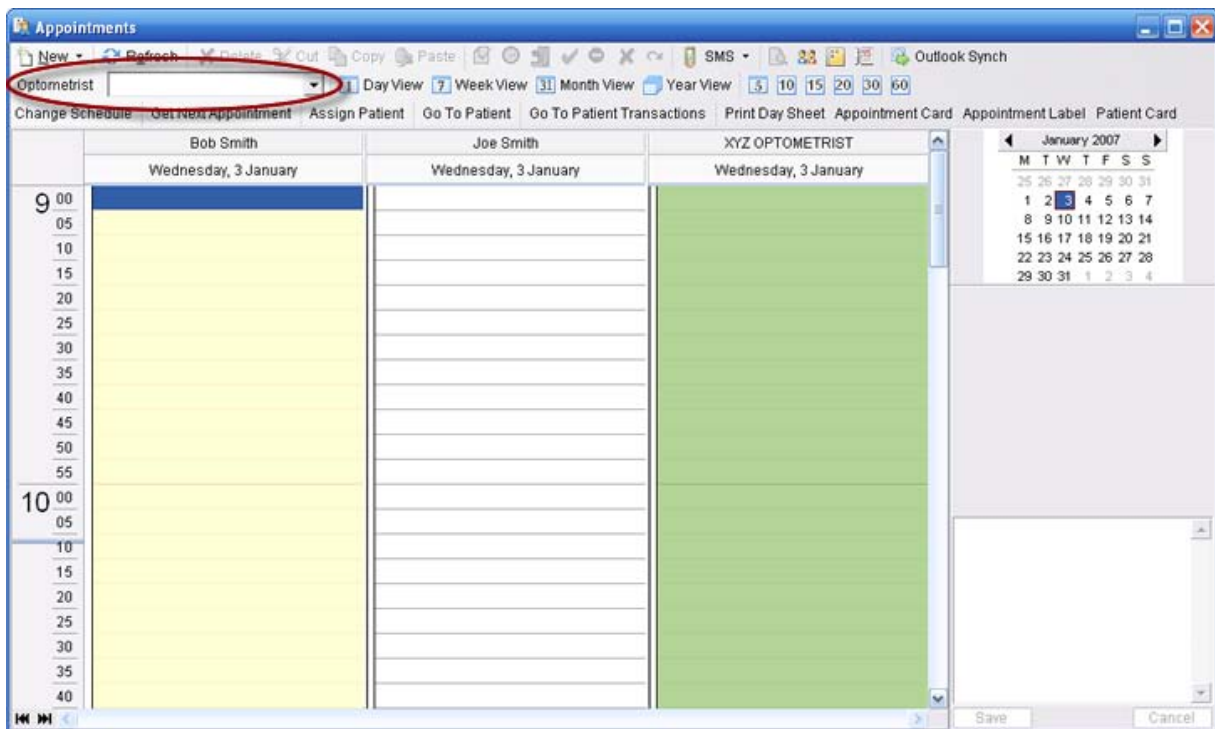 Appointments
New Refresh Delete Cut Copy Paste SMS Outlook Synch
Optometrist 1 Day View 7 Week View 31 Month View Year View 5 10 15 20 30 60
Change Schedule Get Next Appointment Assign Patient Go To Patient Go To Patient Transactions Print Day Sheet Appointment Card Appointment Label Patient Card
Bob Smith Joe Smith XYZ OPTOMETRIST
Wednesday, 3 January Wednesday, 3 January Wednesday, 3 January
January 2007
M T W T F S S
25 26 27 28 29 30 31
1 2 3 4 5 6 7
8 9 10 11 12 13 14
15 16 17 18 19 20 21
22 23 24 25 26 27 28
29 30 31 1 2 3 4
9 00
05
10
15
20
25
30
35
40
45
50
55
10 00
05
10
15
20
25
30
35
40
Save Cancel